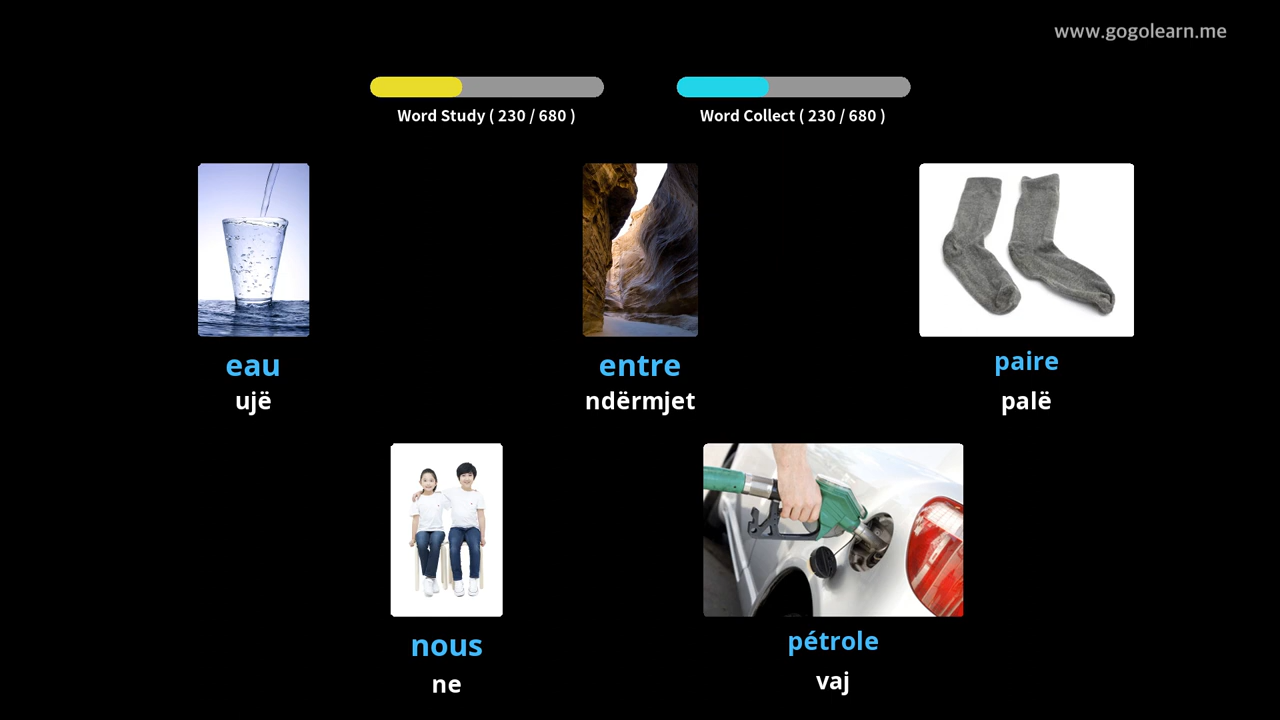 www.gogolearn.me
Word Study ( 230 / 680 )
Word Collect ( 230 / 680 )
eau
ujë
entre
ndërmjet
paire
palë
nous
ne
pétrole
vaj